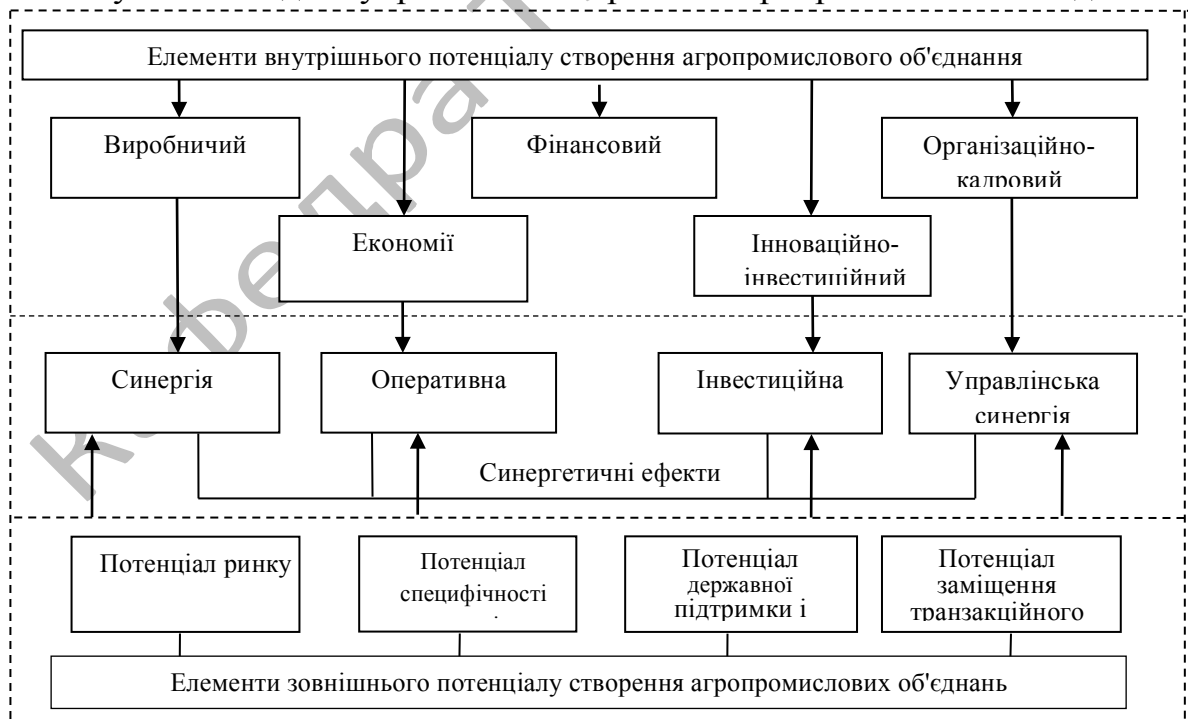 Елементи внутрішнього потенціалу створення агропромислового об'єднання
Виробничий
Фінансовий
Організаційно-
кадровий
Економії
Інноваційно-
інвестиційний
Синергія
Оперативна
Інвестиційна
Управлінська
синергія
Синергетичні ефекти
Потенціал ринку
Потенціал
специфічності
Потенціал
державної
підтримки і
Потенціал
заміщення
транзакційного
Елементи зовнішнього потенціалу створення агропромислових об'єднань